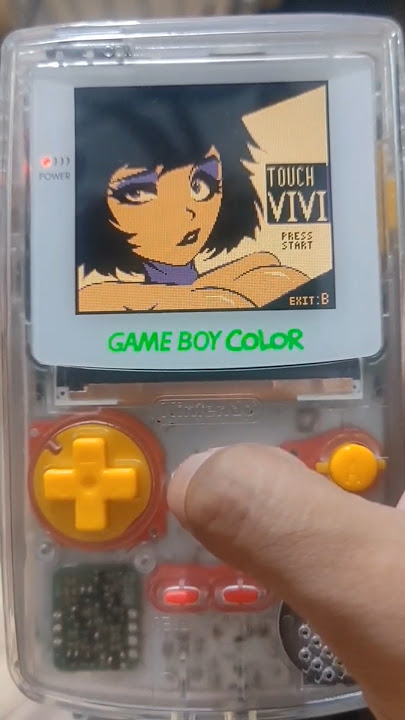 POWER
TOUCH
VIVI
PRESS
START
EXIT:B
GAME BOY COLOR
Nintendo